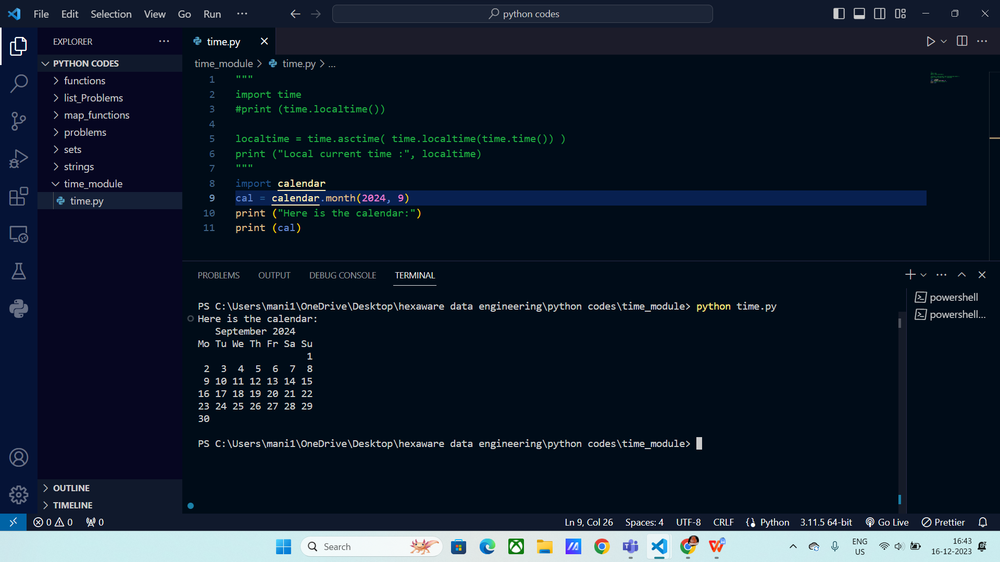 File Edit Selection View Go Run ···
python codes
EXPLORER
PYTHON CODES
functions
list_Problems
map_functions
problems
sets
strings
time_module
time.py
OUTLINE
TIMELINE
time.py
time_module > time.py > ...
1 """
2 import time
3 #print (time.localtime())
4
5 localtime = time.asctime( time.localtime(time.time()) )
6 print ("Local current time :", localtime)
7 """
8 import calendar
9 cal = calendar.month(2024, 9)
10 print ("Here is the calendar:")
11 print (cal)
PROBLEMS OUTPUT DEBUG CONSOLE TERMINAL
PS C:\Users\mani1\OneDrive\Desktop\hexaware data engineering\python codes\time_module> python time.py
Here is the calendar:
September 2024
Mo Tu We Th Fr Sa Su
1
2 3 4 5 6 7 8
9 10 11 12 13 14 15
16 17 18 19 20 21 22
23 24 25 26 27 28 29
30
PS C:\Users\mani1\OneDrive\Desktop\hexaware data engineering\python codes\time_module>
powershell
powershell...
0 0 0
Ln 9, Col 26 Spaces: 4 UTF-8 CRLF Python 3.11.5 64-bit Go Live Prettier
Search
ENG
US
16:43
16-12-2023